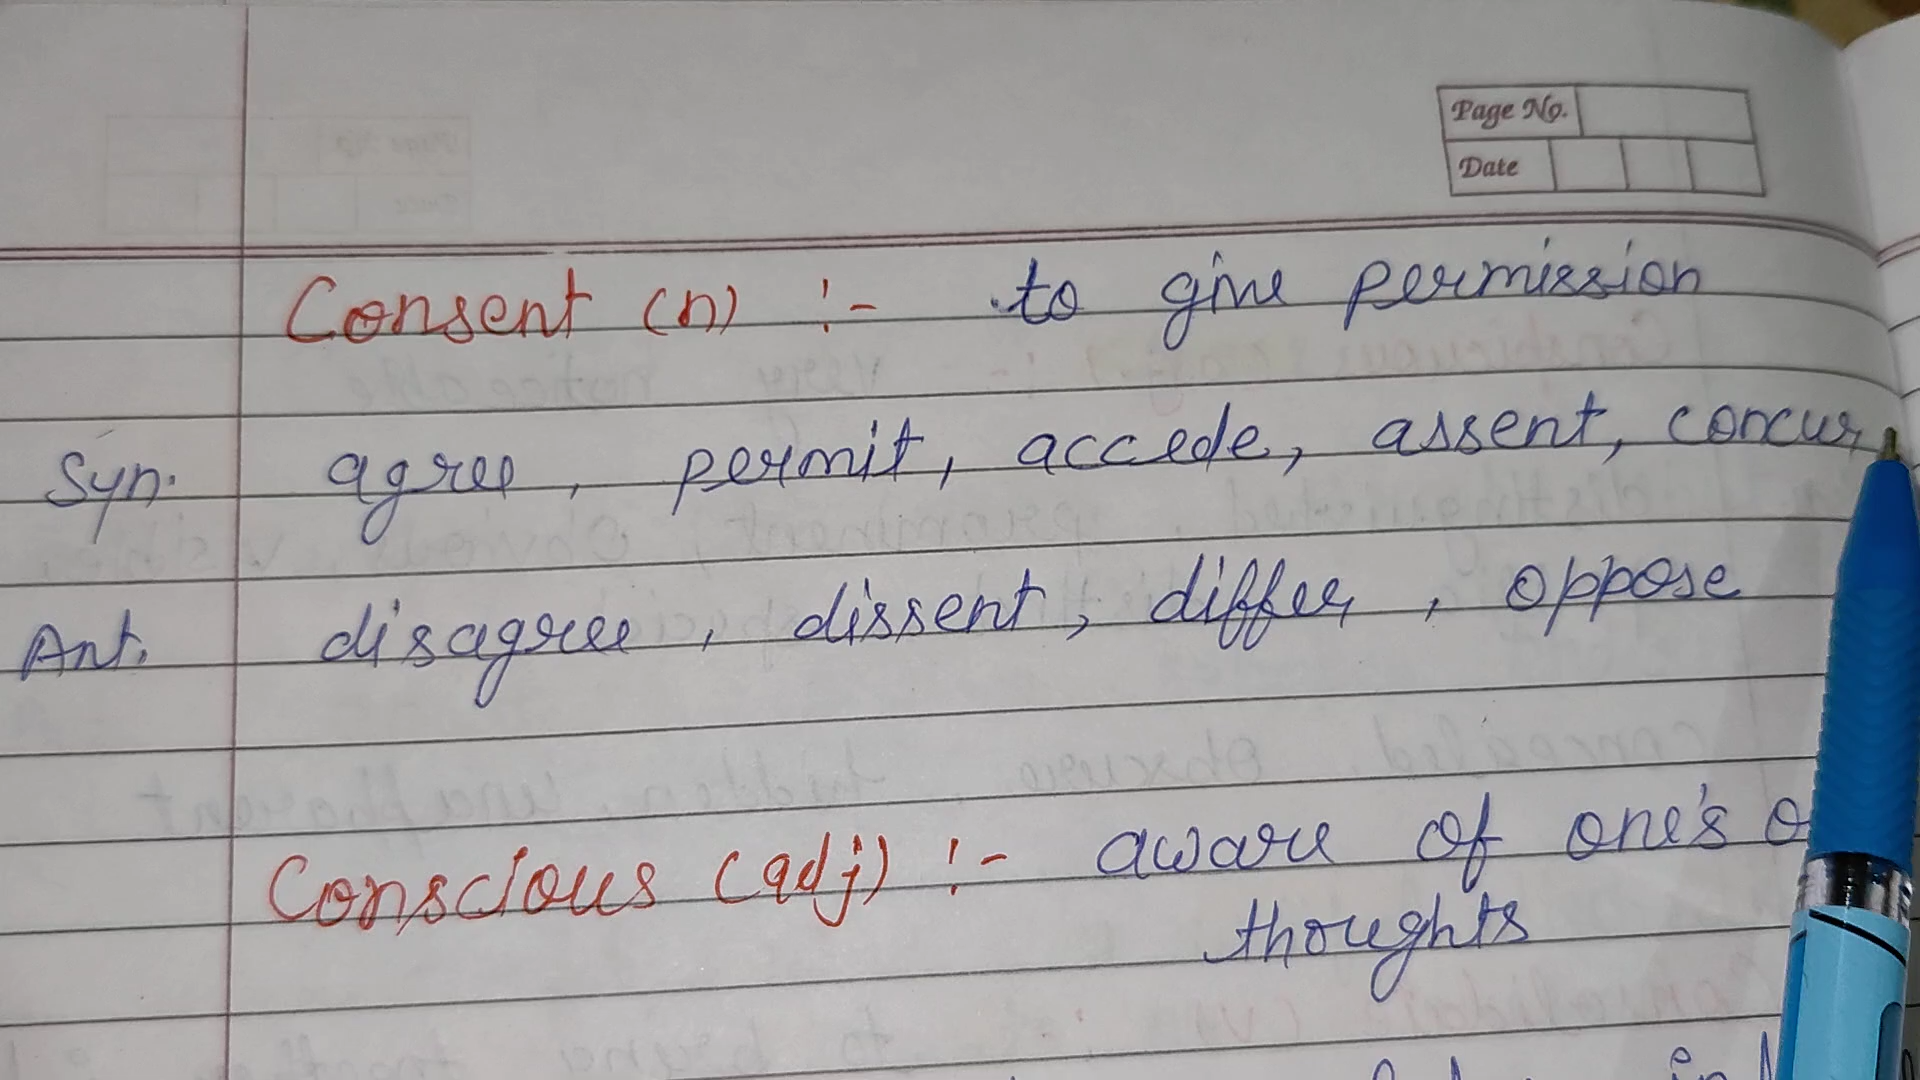 Page No.
Date
Consent (n) :- to give permission
Syn. agree, permit, accede, assent, concur
Ant. disagree, dissent, differ, oppose
Conscious (adj) :- aware of one's
thoughts